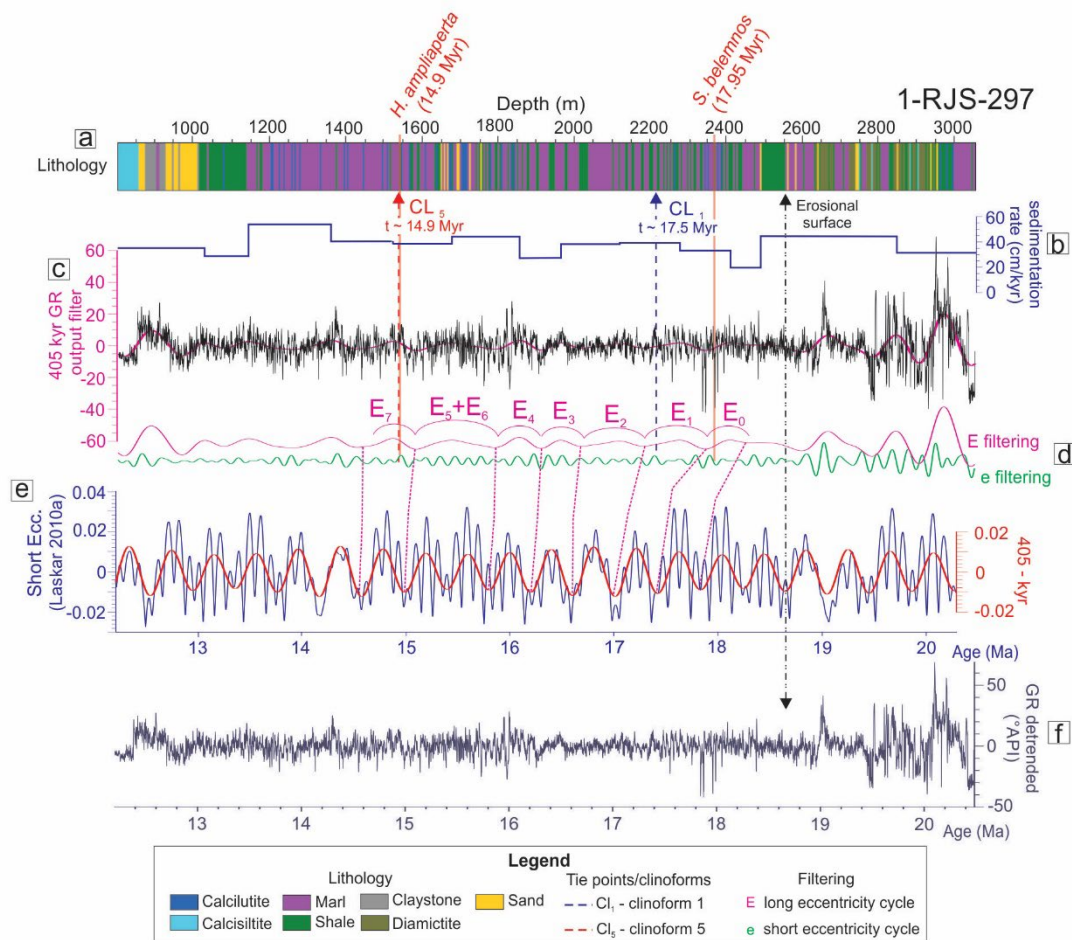 H. ampliaperta
(14.9 Myr)
S. belemnos
(17.95 Myr)
1-RJS-297
Depth (m)
1000 1200 1400 1600 1800 2000 2200 2400 2600 2800 3000
a
Lithology
CL 5
t ~ 14.9 Myr
CL 1
t ~ 17.5 Myr
Erosional
surface
60
40
20
0
sedimentation
rate (cm/kyr)
b
c
60
40
20
0
-20
-40
-60
405 kyr GR
output filter
E7 E5+E6 E4 E3 E2 E1 E0
E filtering
d
e filtering
e
0.04
0.02
0
-0.02
Short Ecc.
(Laskar 2010a)
0.02
0
-0.02
405 - kyr
13 14 15 16 17 18 19 20 Age (Ma)
50
0
-50
GR detrended
(°API)
f
13 14 15 16 17 18 19 20
Age (Ma)
Legend
Lithology
Calcilutite Marl Claystone Sand
Calcisiltite Shale Diamictite
Tie points/clinoforms
Cl1 - clinoform 1
Cl5 - clinoform 5
Filtering
E long eccentricity cycle
e short eccentricity cycle